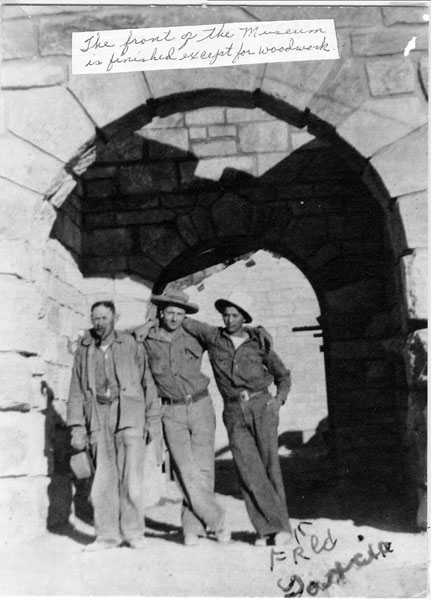 The front of the Museum
is finished except for woodwork.
FRed
Garcia